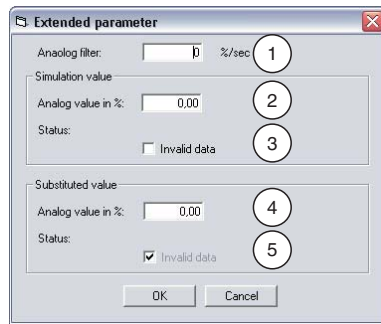 Extended parameter
Anaolog filter: 0 %/sec 1
Simulation value
Analog value in %: 0,00 2
Status: 3
Invalid data
Substituted value
Analog value in %: 0,00 4
Status: 5
Invalid data
OK Cancel